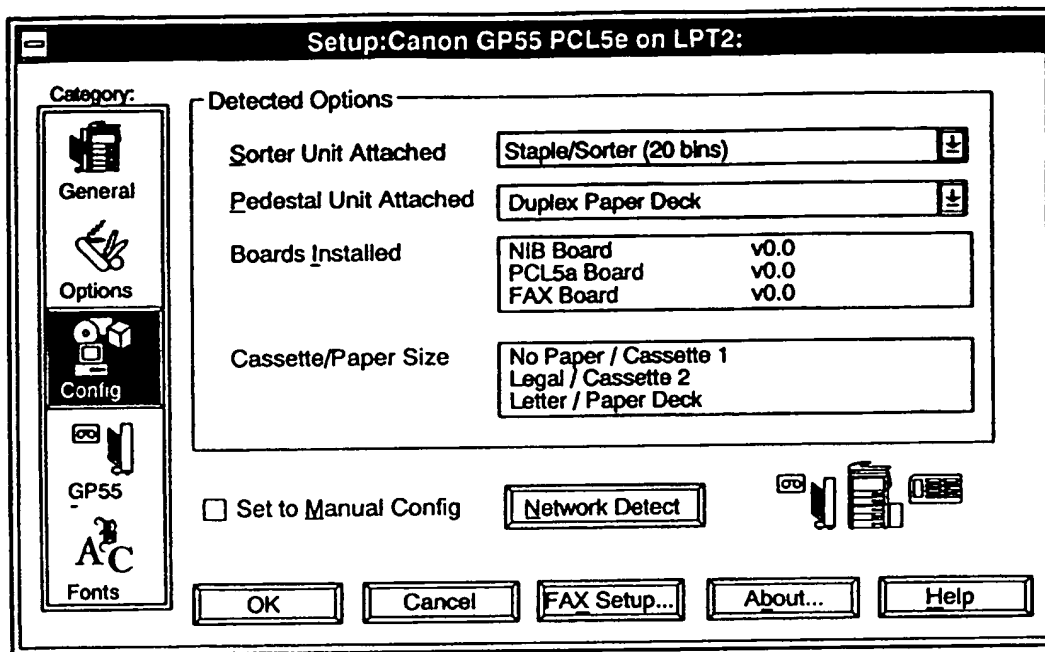 Setup:Canon GP55 PCL5e on LPT2:
Category:
General
Options
Config
GP55
ABC
Fonts
Detected Options
Sorter Unit Attached Staple/Sorter (20 bins)
Pedestal Unit Attached Duplex Paper Deck
Boards Installed
NIB Board v0.0
PCL5a Board v0.0
FAX Board v0.0
Cassette/Paper Size
No Paper / Cassette 1
Legal / Cassette 2
Letter / Paper Deck
Set to Manual Config Network Detect
OK Cancel FAX Setup... About... Help